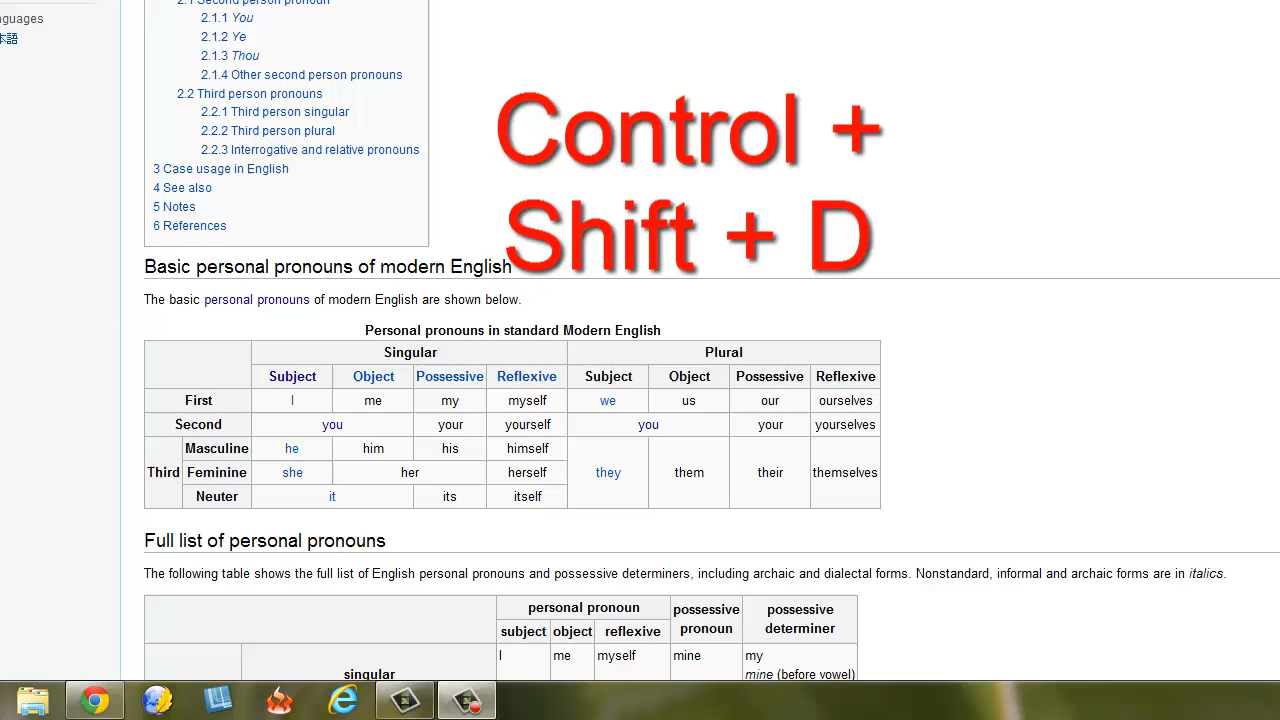 nguages
本語
2.1 Second person pronoun
2.1.1 You
2.1.2 Ye
2.1.3 Thou
2.1.4 Other second person pronouns
2.2 Third person pronouns
2.2.1 Third person singular
2.2.2 Third person plural
2.2.3 Interrogative and relative pronouns
3 Case usage in English
4 See also
5 Notes
6 References
Control +
Shift + D
Basic personal pronouns of modern English
The basic personal pronouns of modern English are shown below.
Personal pronouns in standard Modern English
Singular Plural
Subject Object Possessive Reflexive Subject Object Possessive Reflexive
First I me my myself we us our ourselves
Second you your yourself you your yourselves
Masculine he him his himself
Third Feminine she her herself they them their themselves
Neuter it its itself
Full list of personal pronouns
The following table shows the full list of English personal pronouns and possessive determiners, including archaic and dialectal forms. Nonstandard, informal and archaic forms are in italics.
personal pronoun possessive pronoun possessive determiner
subject object reflexive
singular I me myself mine my
mine (before vowel)